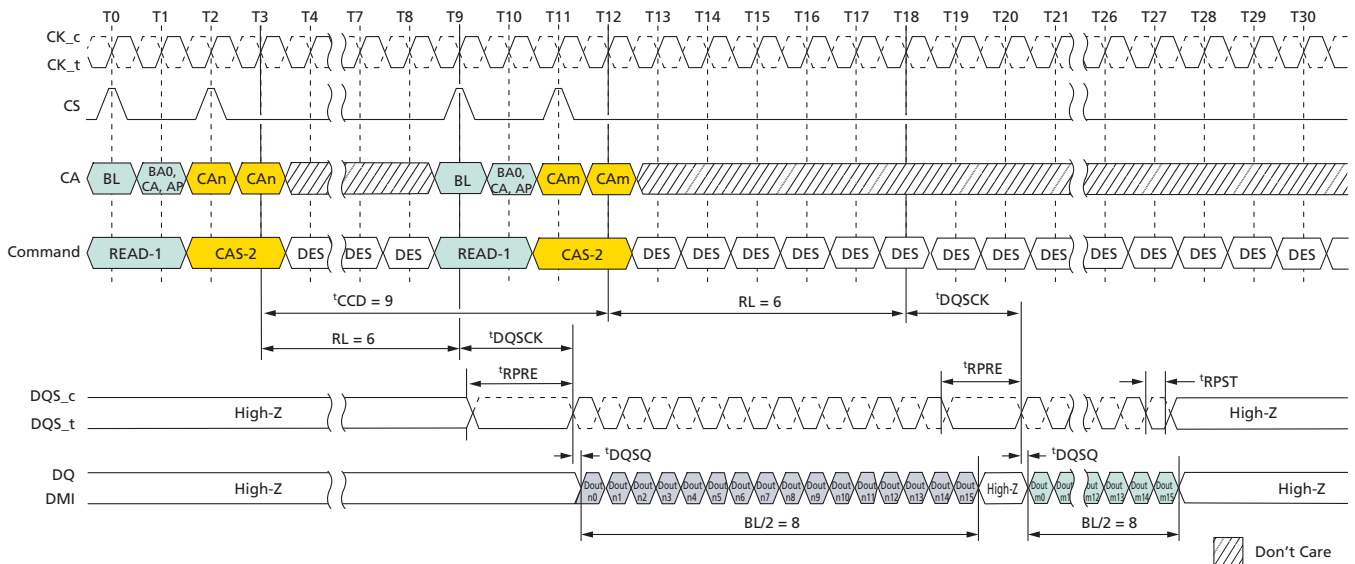 T0 T1 T2 T3 T4 T7 T8 T9 T10 T11 T12 T13 T14 T15 T16 T17 T18 T19 T20 T21 T26 T27 T28 T29 T30
CK_c
CK_t
CS
CA BL BA0, CA, AP CAn CAn BL BA0, CA, AP CAm CAm
Command READ-1 CAS-2 DES DES DES READ-1 CAS-2 DES DES DES DES DES DES DES DES DES DES DES DES DES DES
tCCD = 9 RL = 6 tDQSCK
RL = 6 tDQSCK
tRPRE tRPRE tRPST
DQS_c
DQS_t
High-Z High-Z
tDQSQ tDQSQ
DQ
DMI
High-Z Dout n0 Dout n1 Dout n2 Dout n3 Dout n4 Dout n5 Dout n6 Dout n7 Dout n8 Dout n9 Dout n10 Dout n11 Dout n12 Dout n13 Dout n14 Dout n15 High-Z Dout m0 Dout m1 Dout m12 Dout m13 Dout m14 Dout m15 High-Z
BL/2 = 8 BL/2 = 8
Don't Care